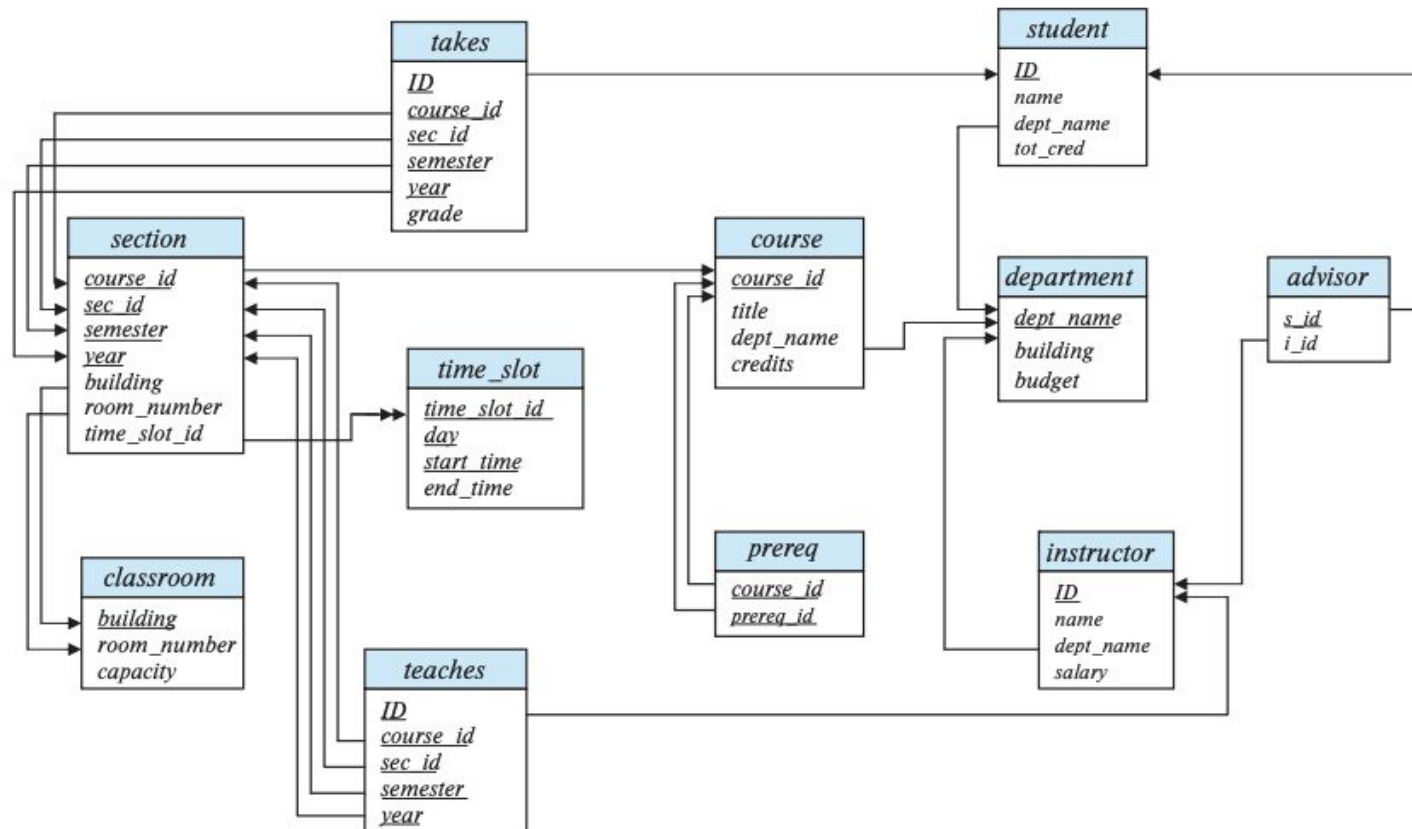 takes
ID
course_id
sec_id
semester
year
grade
student
ID
name
dept_name
tot_cred
section
course_id
sec_id
semester
year
building
room_number
time_slot_id
course
course_id
title
dept_name
credits
department
dept_name
building
budget
advisor
s_id
i_id
time_slot
time_slot_id
day
start_time
end_time
prereq
course_id
prereq_id
instructor
ID
name
dept_name
salary
classroom
building
room_number
capacity
teaches
ID
course_id
sec_id
semester
year